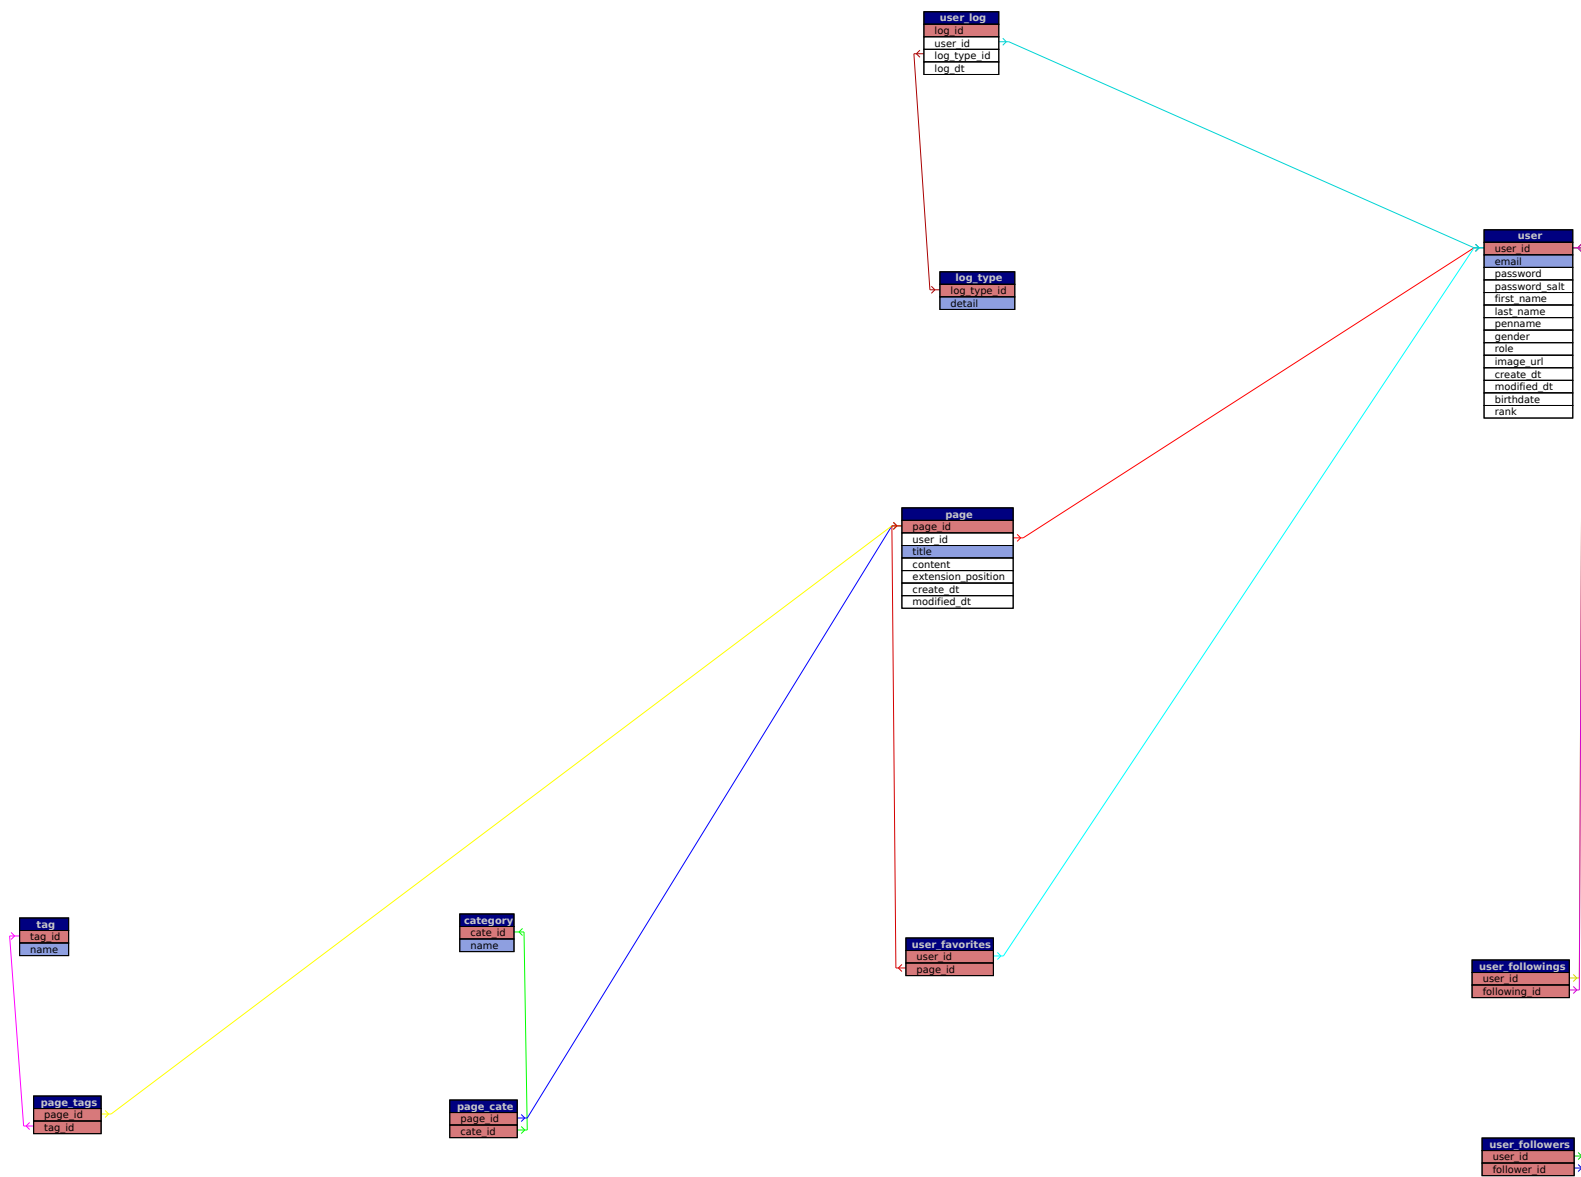 user_log
log_id
user_id
log_type_id
log_dt
user
user_id
email
password
password_salt
first_name
last_name
penname
gender
role
image_url
create_dt
modified_dt
birthdate
rank
log_type
log_type_id
detail
page
page_id
user_id
title
content
extension_position
create_dt
modified_dt
tag
tag_id
name
category
cate_id
name
user_favorites
user_id
page_id
user_followings
user_id
following_id
page_tags
page_id
tag_id
page_cate
page_id
cate_id
user_followers
user_id
follower_id